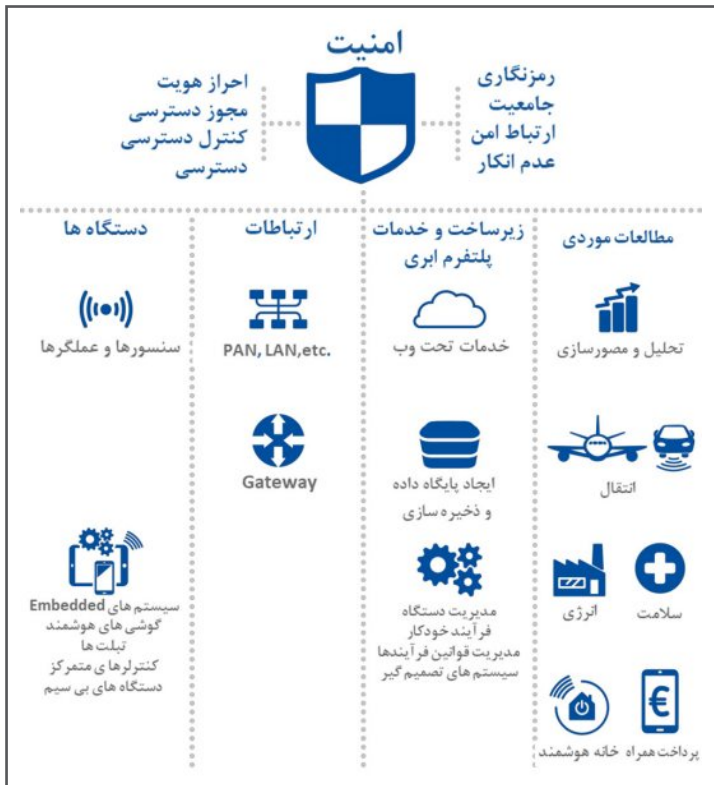 امنیت
رمزنگاری
جامعیت
ارتباط امن
عدم انکار
احراز هویت
مجوز دسترسی
کنترل دسترسی
دسترسی
مطالعات موردی
تحلیل و مصورسازی
انتقال
سلامت
انرژی
پرداخت همراه
خانه هوشمند
زیرساخت و خدمات
پلتفرم ابری
خدمات تحت وب
ایجاد پایگاه داده
و ذخیره سازی
مدیریت دستگاه
فرآیند خودکار
مدیریت قوانین فرآیندها
سیستم های تصمیم گیر
ارتباطات
PAN, LAN,etc.
Gateway
دستگاه ها
سنسورها و عملگرها
سیستم های Embedded
گوشی های هوشمند
تبلت ها
کنترلرها ی متمرکز
دستگاه های بی سیم